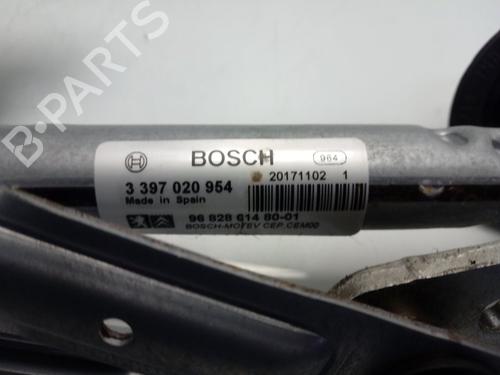 BOSCH 964
3 397 020 954 20171102 1
Made in Spain
96 828 614 80-01
BOSCH-MOTEV CEP.CEM00
B-PARTS